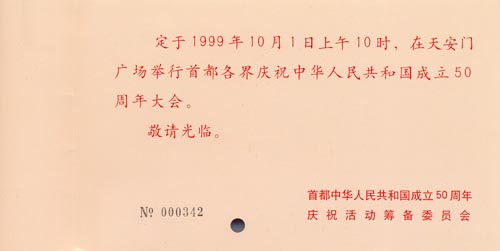 定于1999年10月1日上午10时，在天安门
广场举行首都各界庆祝中华人民共和国成立50
周年大会。
敬请光临。
首都中华人民共和国成立50周年
庆祝活动筹备委员会
№ 000342